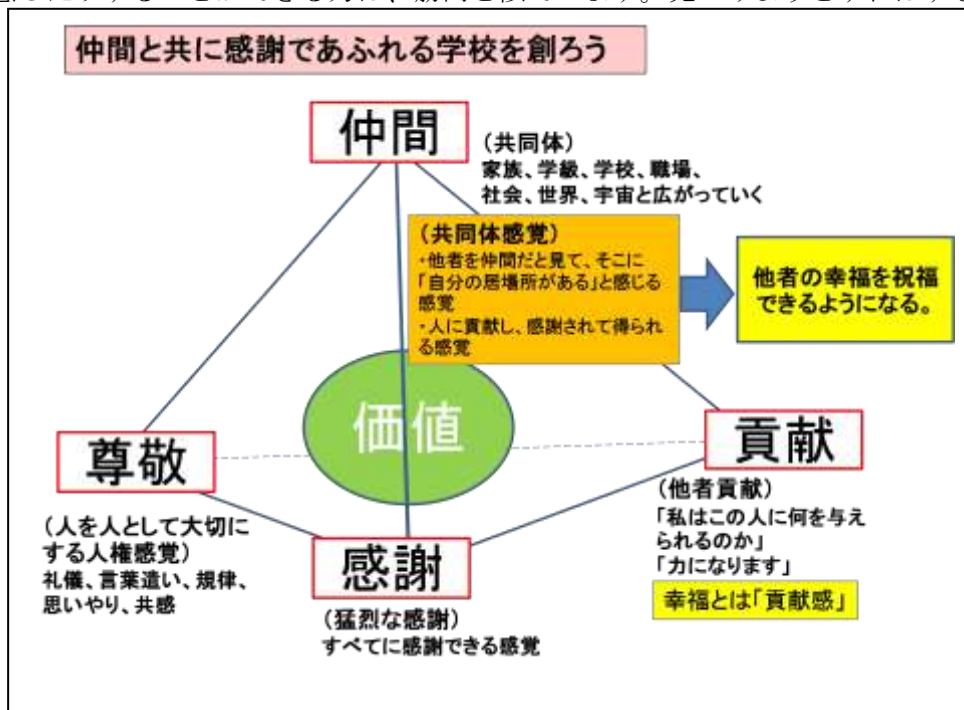 仲間と共に感謝であふれる学校を創ろう
仲間
(共同体)
家族、学級、学校、職場、
社会、世界、宇宙と広がっていく
(共同体感覚)
・他者を仲間だと見て、そこに
「自分の居場所がある」と感じる
感覚
・人に貢献し、感謝されて得られ
る感覚
他者の幸福を祝福
できるようになる。
価値
尊敬
(人を人として大切に
する人権感覚)
礼儀、言葉遣い、規律、
思いやり、共感
貢献
(他者貢献)
「私はこの人に何を与え
られるのか」
「力になります」
幸福とは「貢献感」
感謝
(猛烈な感謝)
すべてに感謝できる感覚